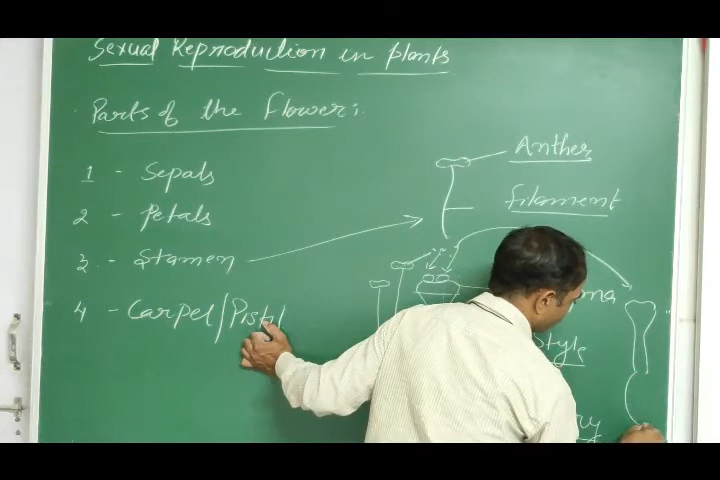 Sexual Reproduction in plants
Parts of the flower:
1 - Sepals
2 - Petals
3 - Stamen
4 - Carpel/Pistil
Anther
filament
Style